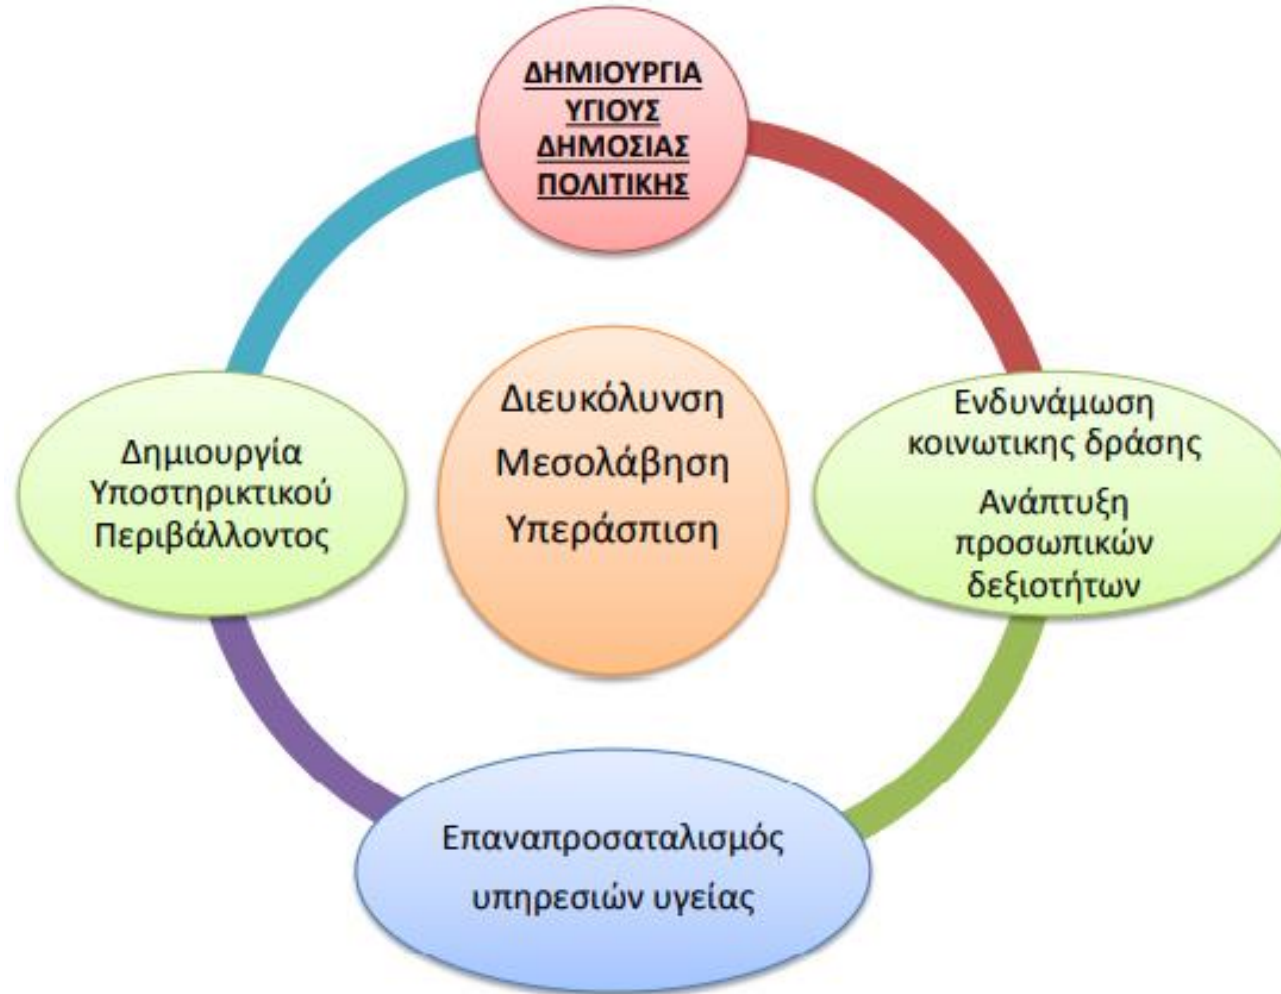 ΔΗΜΙΟΥΡΓΙΑ
ΥΓΙΟΥΣ
ΔΗΜΟΣΙΑΣ
ΠΟΛΙΤΙΚΗΣ
Διευκόλυνση
Μεσολάβηση
Υπεράσπιση
Δημιουργία
Υποστηρικτικού
Περιβάλλοντος
Ενδυνάμωση
κοινωτικης δράσης
Ανάπτυξη
προσωπικών
δεξιοτήτων
Επαναπροσαταλισμός
υπηρεσιών υγείας